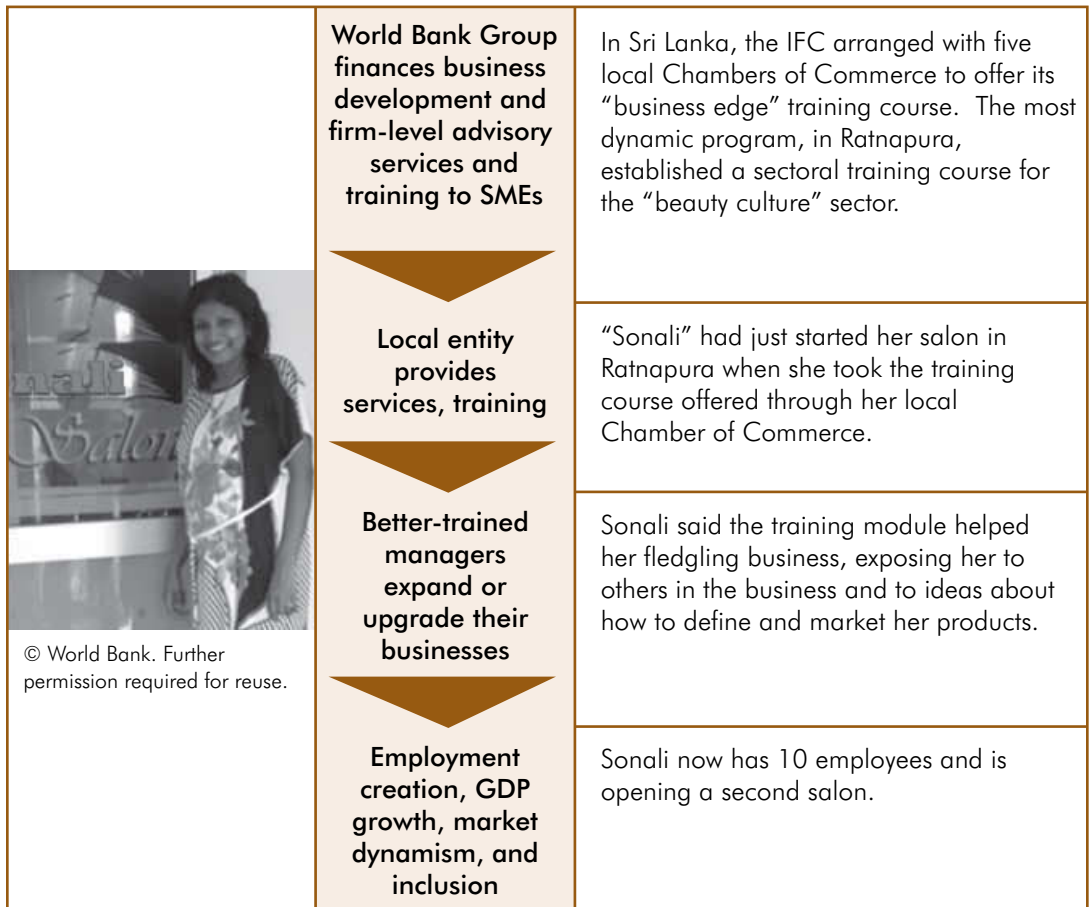 World Bank Group
finances business
development and
firm-level advisory
services and
training to SMEs
In Sri Lanka, the IFC arranged with five
local Chambers of Commerce to offer its
“business edge” training course.  The most
dynamic program, in Ratnapura,
established a sectoral training course for
the “beauty culture” sector.
Local entity
provides
services, training
“Sonali” had just started her salon in
Ratnapura when she took the training
course offered through her local
Chamber of Commerce.
Better-trained
managers
expand or
upgrade their
businesses
Sonali said the training module helped
her fledgling business, exposing her to
others in the business and to ideas about
how to define and market her products.
Employment
creation, GDP
growth, market
dynamism, and
inclusion
Sonali now has 10 employees and is
opening a second salon.
nali
Salon
© World Bank. Further
permission required for reuse.